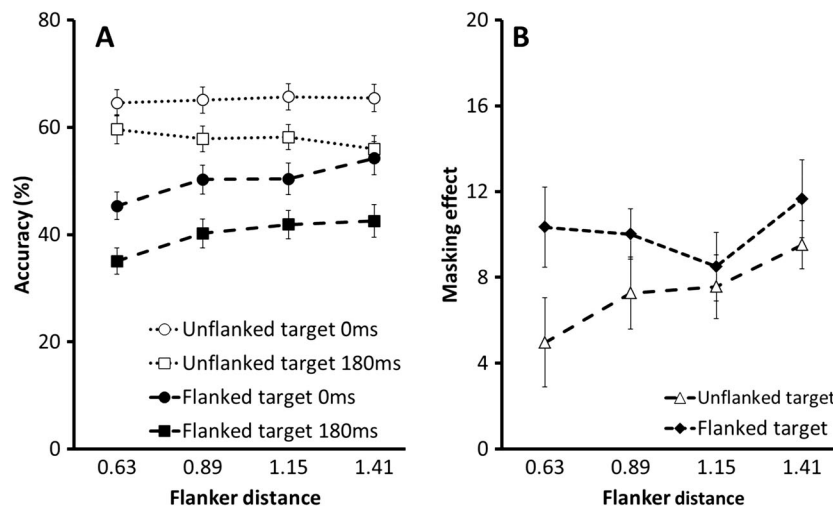 A
Accuracy (%)
80
60
40
20
0
Unflanked target 0ms
Unflanked target 180ms
Flanked target 0ms
Flanked target 180ms
0.63 0.89 1.15 1.41
Flanker distance
B
Masking effect
20
16
12
8
4
0
Unflanked target
Flanked target
0.63 0.89 1.15 1.41
Flanker distance